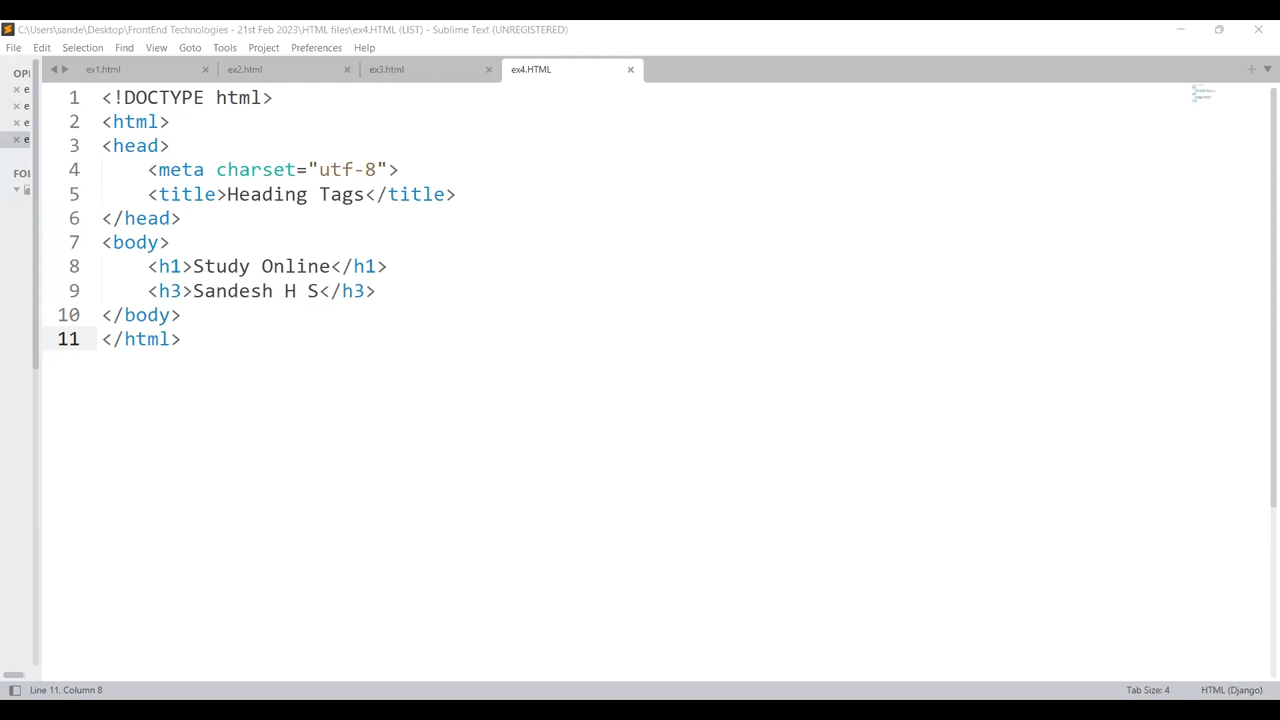 C:\Users\sande\Desktop\FrontEnd Technologies - 21st Feb 2023\HTML files\ex4.HTML (LIST) - Sublime Text (UNREGISTERED)
File Edit Selection Find View Goto Tools Project Preferences Help
ex1.html ex2.html ex3.html ex4.HTML
1 <!DOCTYPE html>
2 <html>
3 <head>
4 <meta charset="utf-8">
5 <title>Heading Tags</title>
6 </head>
7 <body>
8 <h1>Study Online</h1>
9 <h3>Sandesh H S</h3>
10 </body>
11 </html>
Line 11, Column 8 Tab Size: 4 HTML (Django)